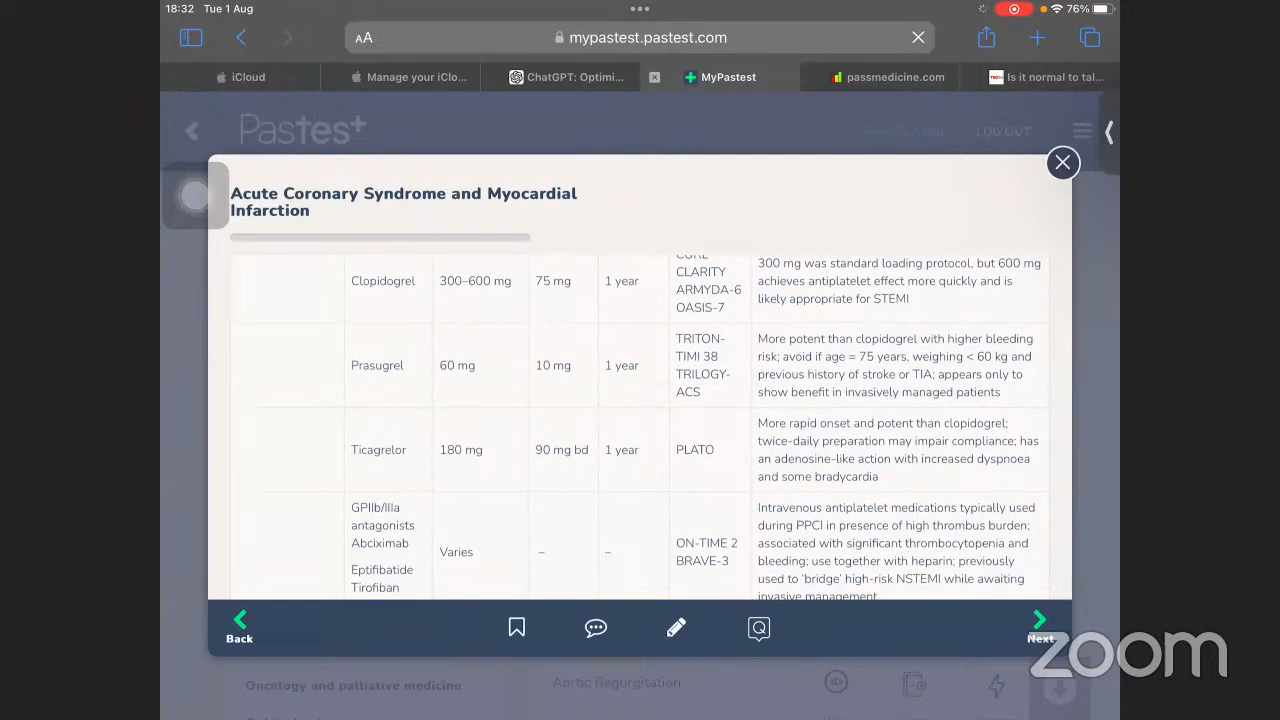 18:32 Tue 1 Aug
76%
AA
mypastest.pastest.com
iCloud
Manage your iClo...
ChatGPT: Optimi...
MyPastest
passmedicine.com
Is it normal to tal...
Pastest
LOG OUT
Acute Coronary Syndrome and Myocardial
Infarction
Clopidogrel
300–600 mg
75 mg
1 year
CLARITY
ARMYDA-6
OASIS-7
300 mg was standard loading protocol, but 600 mg
achieves antiplatelet effect more quickly and is
likely appropriate for STEMI
Prasugrel
60 mg
10 mg
1 year
TRITON-
TIMI 38
TRILOGY-
ACS
More potent than clopidogrel with higher bleeding
risk; avoid if age = 75 years, weighing < 60 kg and
previous history of stroke or TIA; appears only to
show benefit in invasively managed patients
Ticagrelor
180 mg
90 mg bd
1 year
PLATO
More rapid onset and potent than clopidogrel;
twice-daily preparation may impair compliance; has
an adenosine-like action with increased dyspnoea
and some bradycardia
GPIIb/IIIa
antagonists
Abciximab
Eptifibatide
Tirofiban
Varies
–
–
ON-TIME 2
BRAVE-3
Intravenous antiplatelet medications typically used
during PPCI in presence of high thrombus burden;
associated with significant thrombocytopenia and
bleeding; use together with heparin; previously
used to 'bridge' high-risk NSTEMI while awaiting
invasive management
Back
Next
zoom
Oncology and palliative medicine
Aortic Regurgitation